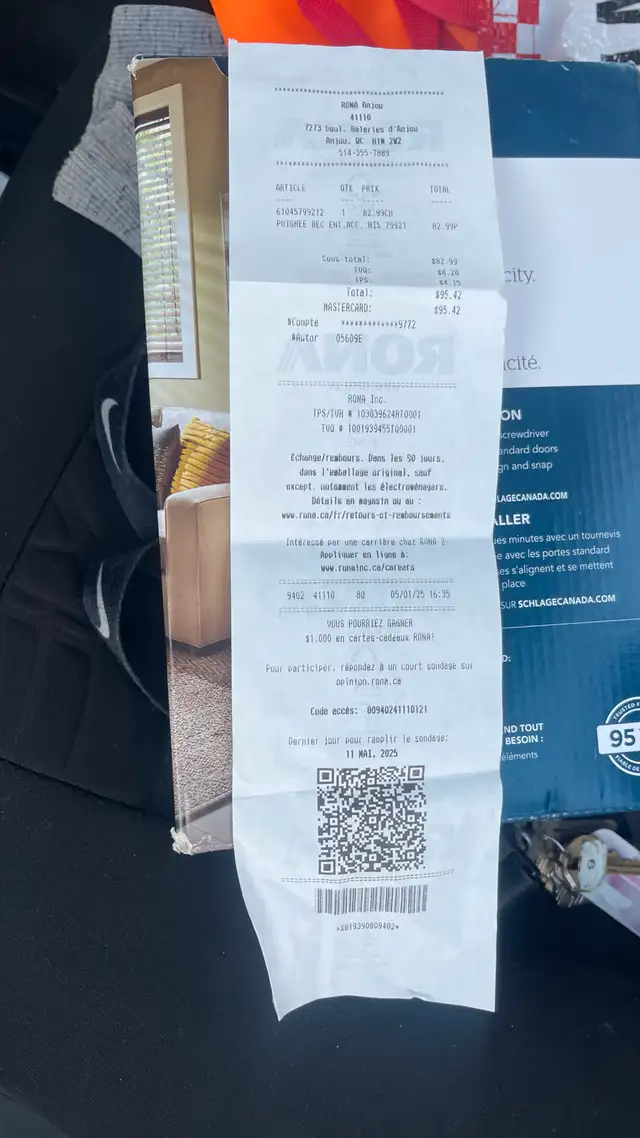 RONA Anjou
41110
7273 boul. Galeries d'Anjou
Anjou, QC H1M 2W2
514-355-7889
ARTICLE QTE PRIX TOTAL
61045799212 1 82.99CH
POIGNEE BEC ENT.ACC. NIS 79921 82.99P
Sous-total: $82.99
TVQ: $8.28
TPS: $4.15
Total: $95.42
MASTERCARD: $95.42
#Compte ************9772
#Autor 05609E
RONA
RONA Inc.
TPS/TVH # 103039624RT0001
TVQ # 1001939455TQ0001
Echange/rembours. Dans les 90 jours,
dans l'emballage original, sauf
except. notamment les électroménagers.
Détails en magasin ou au :
www.rona.ca/fr/retours-et-remboursements
Intéressé par une carrière chez RONA ?
Appliquer en ligne à:
www.ronainc.ca/careers
9402 41110 80 05/01/25 16:35
VOUS POURRIEZ GAGNER
$1,000 en cartes-cadeaux RONA!
Pour participer, répondez à un court sondage sur
opinion.rona.ca
Code accès: 80940241110121
Dernier jour pour remplir le sondage:
11 MAI, 2025
*X819390809402*
city.
cité.
ON
screwdriver
andard doors
gn and snap
LAGECANADA.COM
ALLER
ues minutes avec un tournevis
e avec les portes standard
es s'alignent et se mettent
place
SUR SCHLAGECANADA.COM
D:
ND TOUT
BESOIN :
éléments
TRUSTED
95